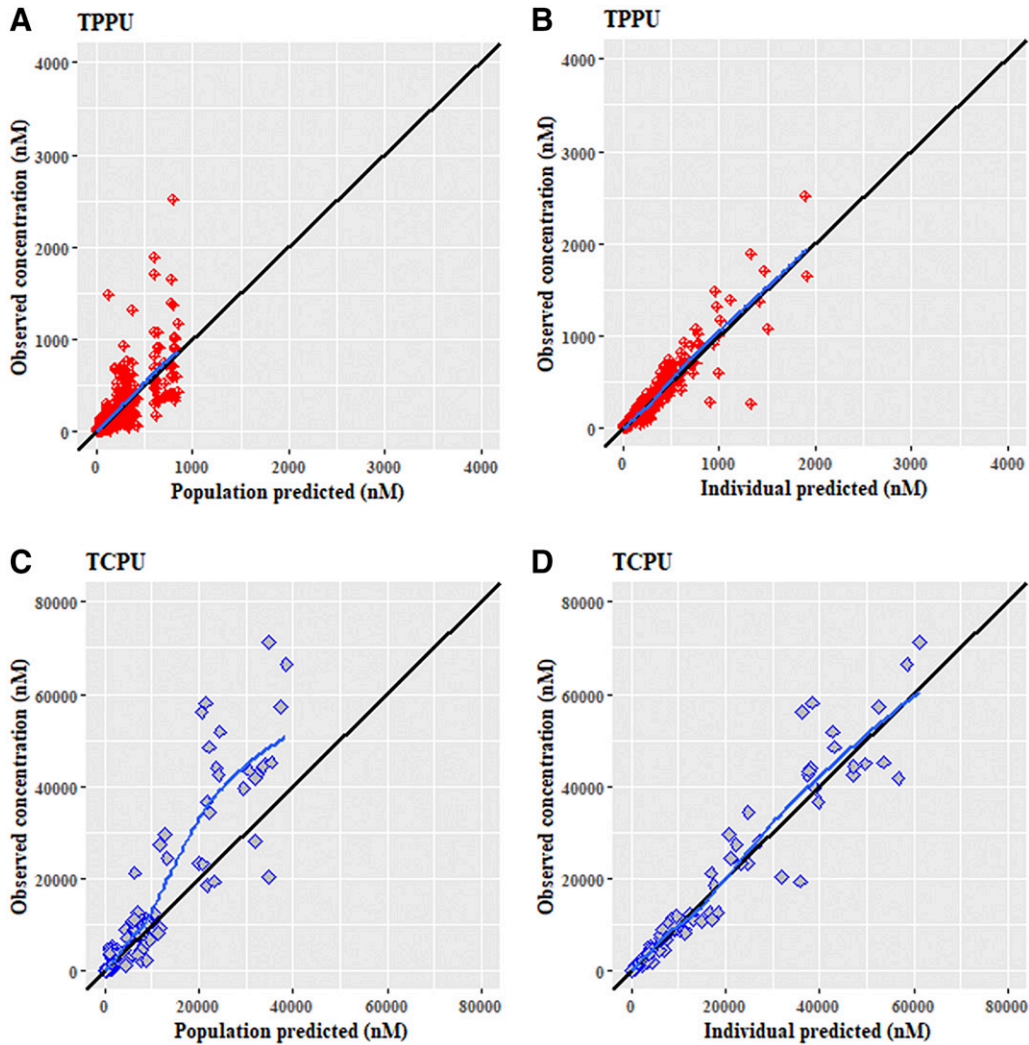 A
TPPU
4000
3000
2000
1000
0
Observed concentration (nM)
0 1000 2000 3000 4000
Population predicted (nM)
B
TPPU
4000
3000
2000
1000
0
Observed concentration (nM)
0 1000 2000 3000 4000
Individual predicted (nM)
C
TCPU
80000
60000
40000
20000
0
Observed concentration (nM)
0 20000 40000 60000 80000
Population predicted (nM)
D
TCPU
80000
60000
40000
20000
0
Observed concentration (nM)
0 20000 40000 60000 80000
Individual predicted (nM)